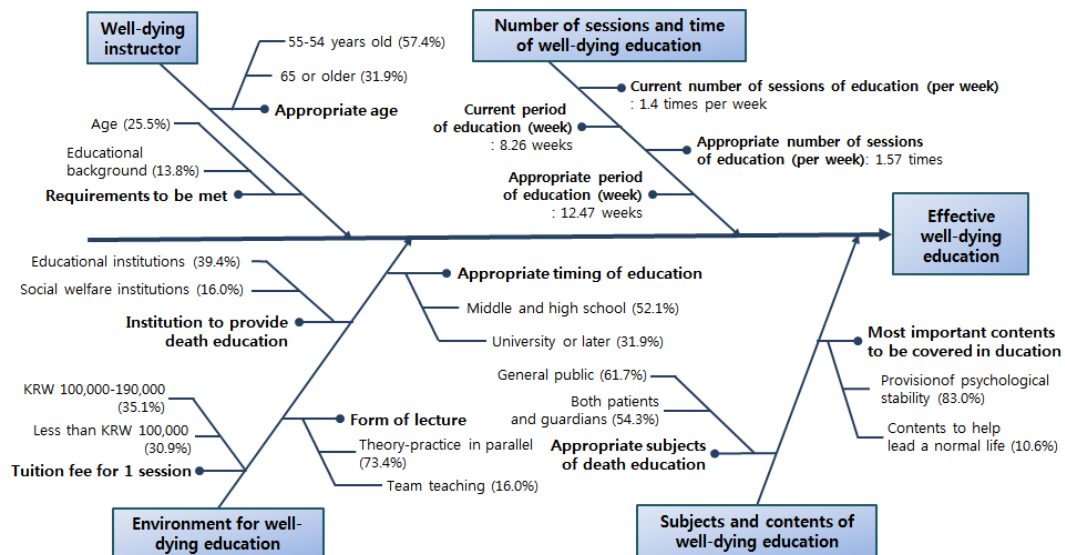 Well-dying
instructor
55-54 years old (57.4%)
65 or older (31.9%)
Appropriate age
Age (25.5%)
Educational
background (13.8%)
Requirements to be met
Number of sessions and time
of well-dying education
Current number of sessions of education (per week)
: 1.4 times per week
Current period
of education (week)
: 8.26 weeks
Appropriate number of sessions
of education (per week): 1.57 times
Appropriate period
of education (week)
: 12.47 weeks
Effective
well-dying
education
Educational institutions (39.4%)
Social welfare institutions (16.0%)
Institution to provide
death education
Appropriate timing of education
Middle and high school (52.1%)
University or later (31.9%)
KRW 100,000-190,000
(35.1%)
Less than KRW 100,000
(30.9%)
Tuition fee for 1 session
Form of lecture
Theory-practice in parallel
(73.4%)
Team teaching (16.0%)
Environment for well-
dying education
General public (61.7%)
Both patients
and guardians (54.3%)
Appropriate subjects
of death education
Most important contents
to be covered in ducation
Provisionof psychological
stability (83.0%)
Contents to help
lead a normal life (10.6%)
Subjects and contents of
well-dying education